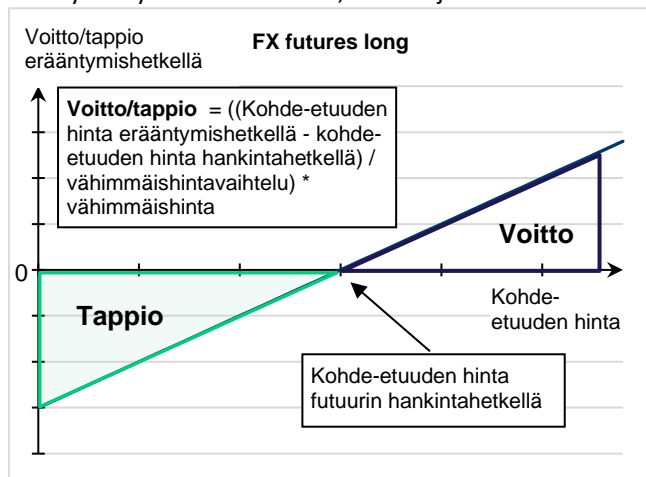 Voitto/tappio
erääntymishetkellä
FX futures long
Voitto/tappio = ((Kohde-etuuden
hinta erääntymishetkellä - kohde-
etuuden hinta hankintahetkellä) /
vähimmäishintavaihtelu) *
vähimmäishinta
Voitto
0
Tappio
Kohde-
etuuden hinta
Kohde-etuuden hinta
futuurin hankintahetkellä